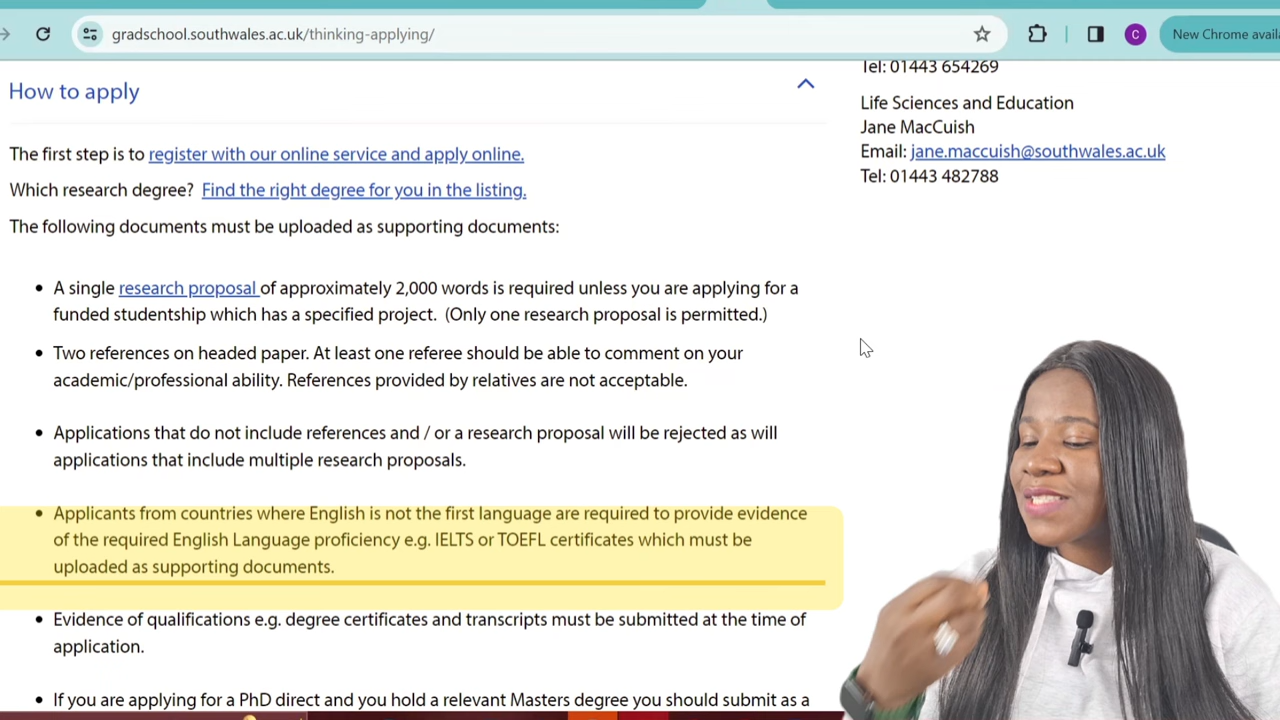 gradschool.southwales.ac.uk/thinking-applying/
C
New Chrome avail
How to apply
The first step is to register with our online service and apply online.
Which research degree? Find the right degree for you in the listing.
The following documents must be uploaded as supporting documents:
• A single research proposal of approximately 2,000 words is required unless you are applying for a
funded studentship which has a specified project. (Only one research proposal is permitted.)
• Two references on headed paper. At least one referee should be able to comment on your
academic/professional ability. References provided by relatives are not acceptable.
• Applications that do not include references and / or a research proposal will be rejected as will
applications that include multiple research proposals.
• Applicants from countries where English is not the first language are required to provide evidence
of the required English Language proficiency e.g. IELTS or TOEFL certificates which must be
uploaded as supporting documents.
• Evidence of qualifications e.g. degree certificates and transcripts must be submitted at the time of
application.
• If you are applying for a PhD direct and you hold a relevant Masters degree you should submit as a
Tel: 01443 654269
Life Sciences and Education
Jane MacCuish
Email: jane.maccuish@southwales.ac.uk
Tel: 01443 482788